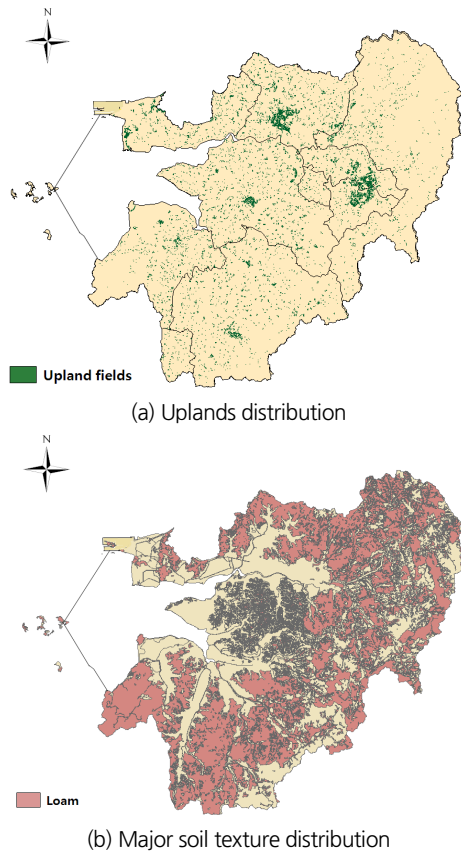 N
Upland fields
(a) Uplands distribution
N
Loam
(b) Major soil texture distribution